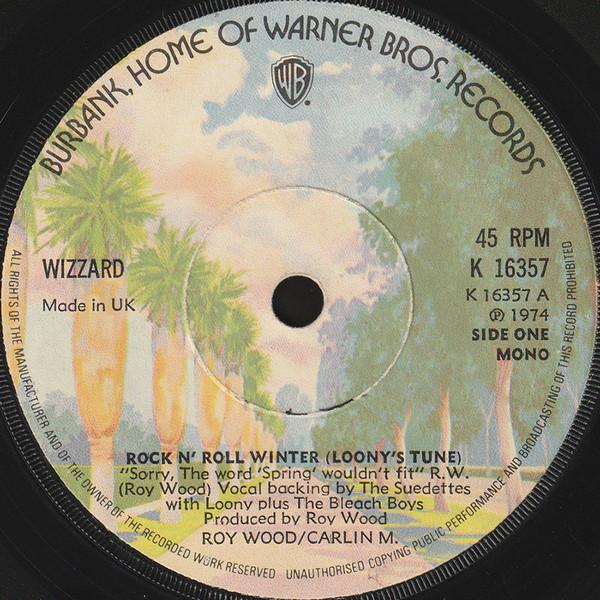 BURBANK, HOME OF WARNER BROS. RECORDS
WB
WIZZARD
Made in UK
45 RPM
K 16357
K 16357 A
Ⓟ 1974
SIDE ONE
MONO
ROCK N' ROLL WINTER (LOONY'S TUNE)
"Sorry, The word 'Spring' wouldn't fit" R.W.
(Roy Wood) Vocal backing by The Suedettes
with Loony plus The Bleach Boys
Produced by Roy Wood
ROY WOOD/CARLIN M.
ALL RIGHTS OF THE MANUFACTURER AND OF THE OWNER OF THE RECORDED WORK RESERVED UNAUTHORISED COPYING PUBLIC PERFORMANCE AND BROADCASTING OF THIS RECORD PROHIBITED